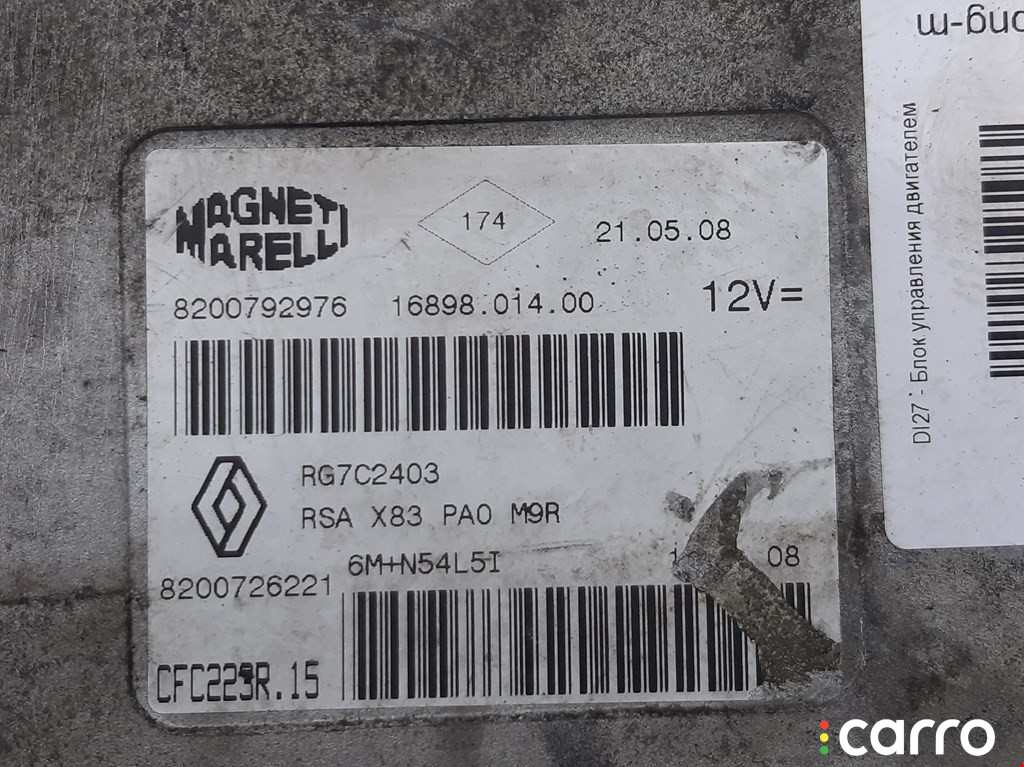 MAGNETI
MARELLI
174
21.05.08
8200792976
16898.014.00
12V=
RG7C2403
RSA X83 PA0 M9R
6M+N54L5I
08
8200726221
CFC223R.15
DI27 - Блок управления двигателем
ong-m
carro